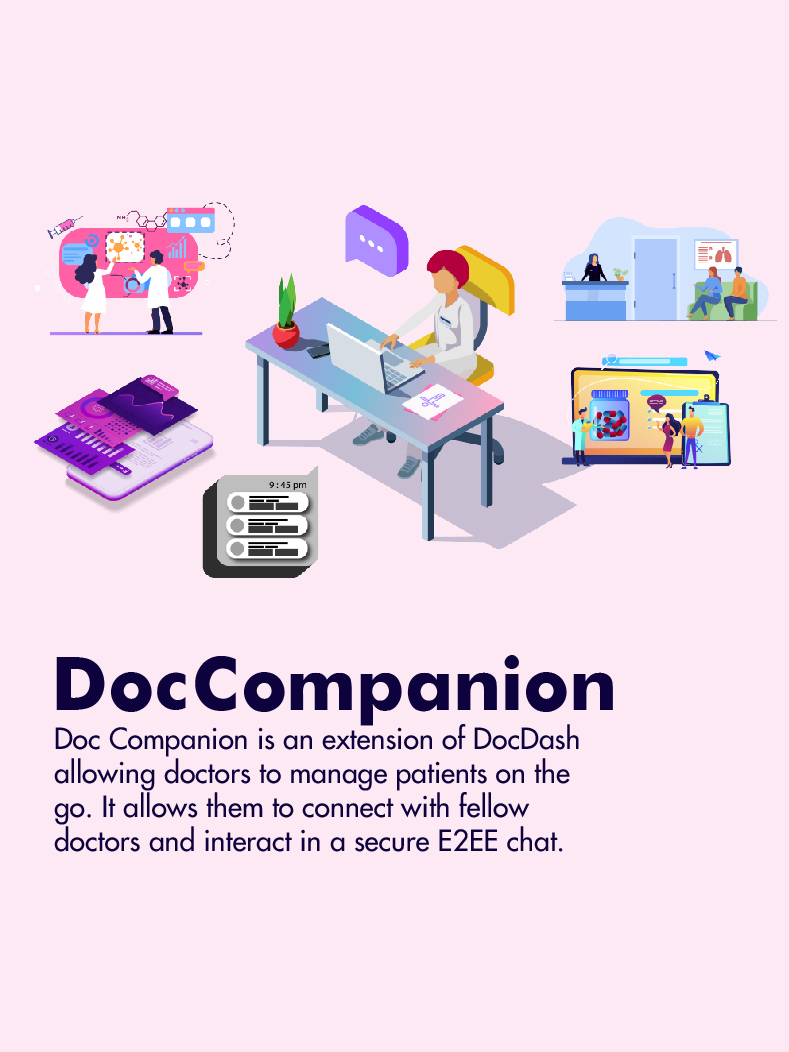 NH
9:45 pm
DocCompanion
Doc Companion is an extension of DocDash
allowing doctors to manage patients on the
go. It allows them to connect with fellow
doctors and interact in a secure E2EE chat.